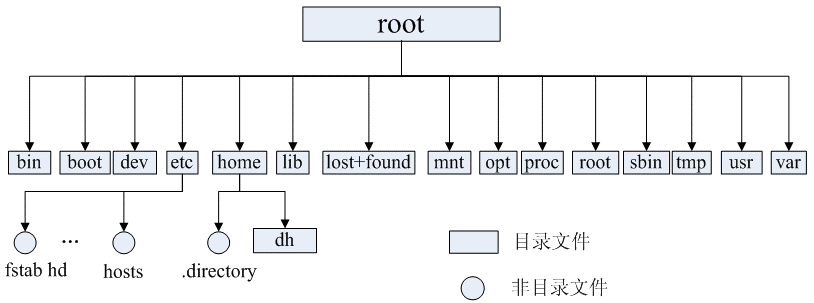 root
bin boot dev etc home lib lost+found mnt opt proc root sbin tmp usr var
... dh 目录文件
fstab hd hosts .directory 非目录文件